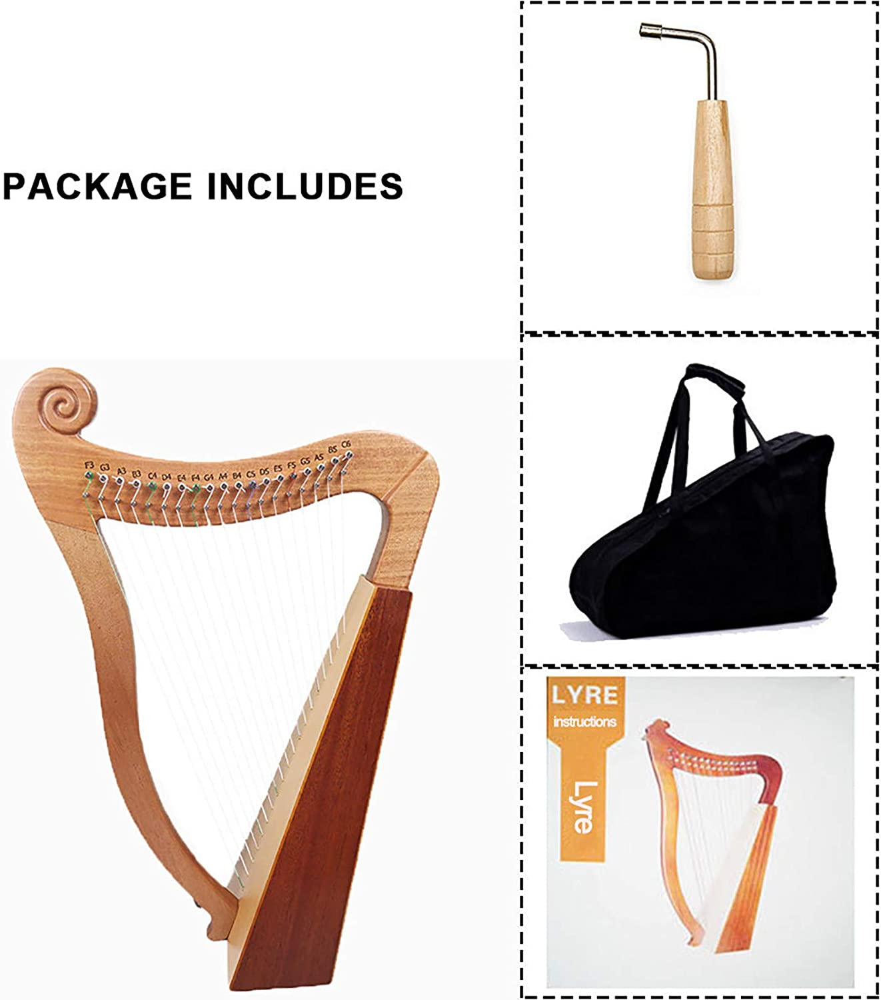 PACKAGE INCLUDES
F3 G3 A3 B3 C4 D4 E4 F4 G4 A4 B4 C5 D5 E5 F5 G5 A5 B5 C6
LYRE
instructions
Lyre